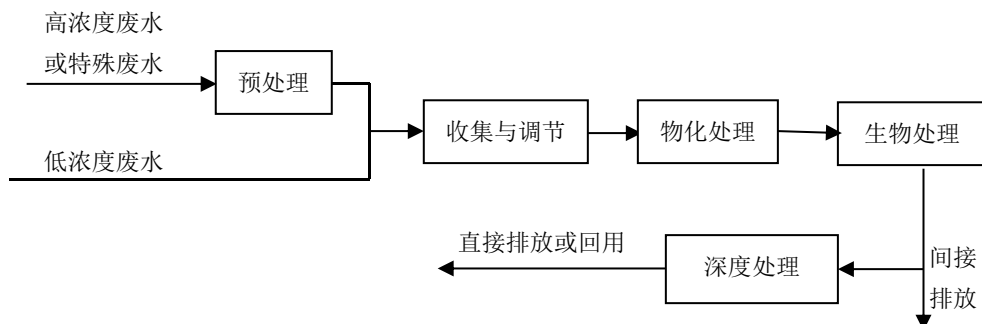 高浓度废水
或特殊废水
预处理
收集与调节
物化处理
生物处理
低浓度废水
直接排放或回用
深度处理
间接
排放